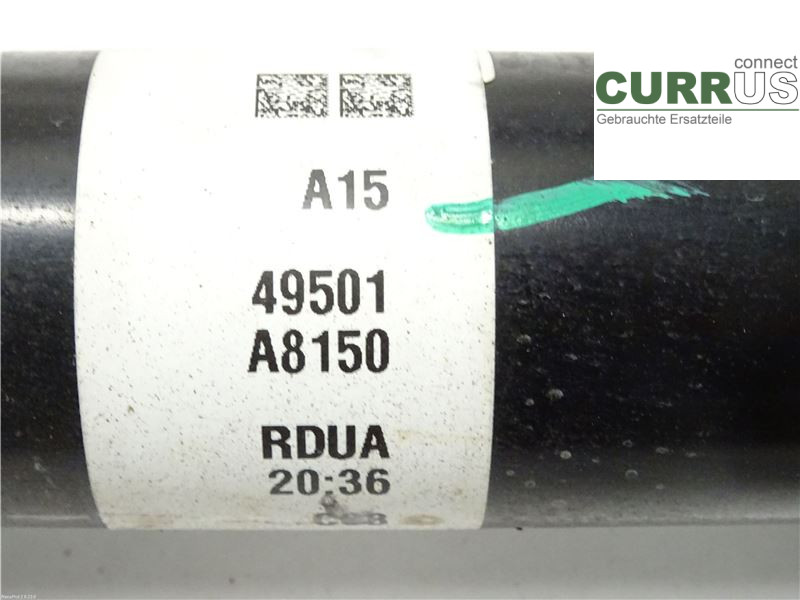 connect
CURRUS
Gebrauchte Ersatzteile
A15
49501
A8150
RDUA
20:36